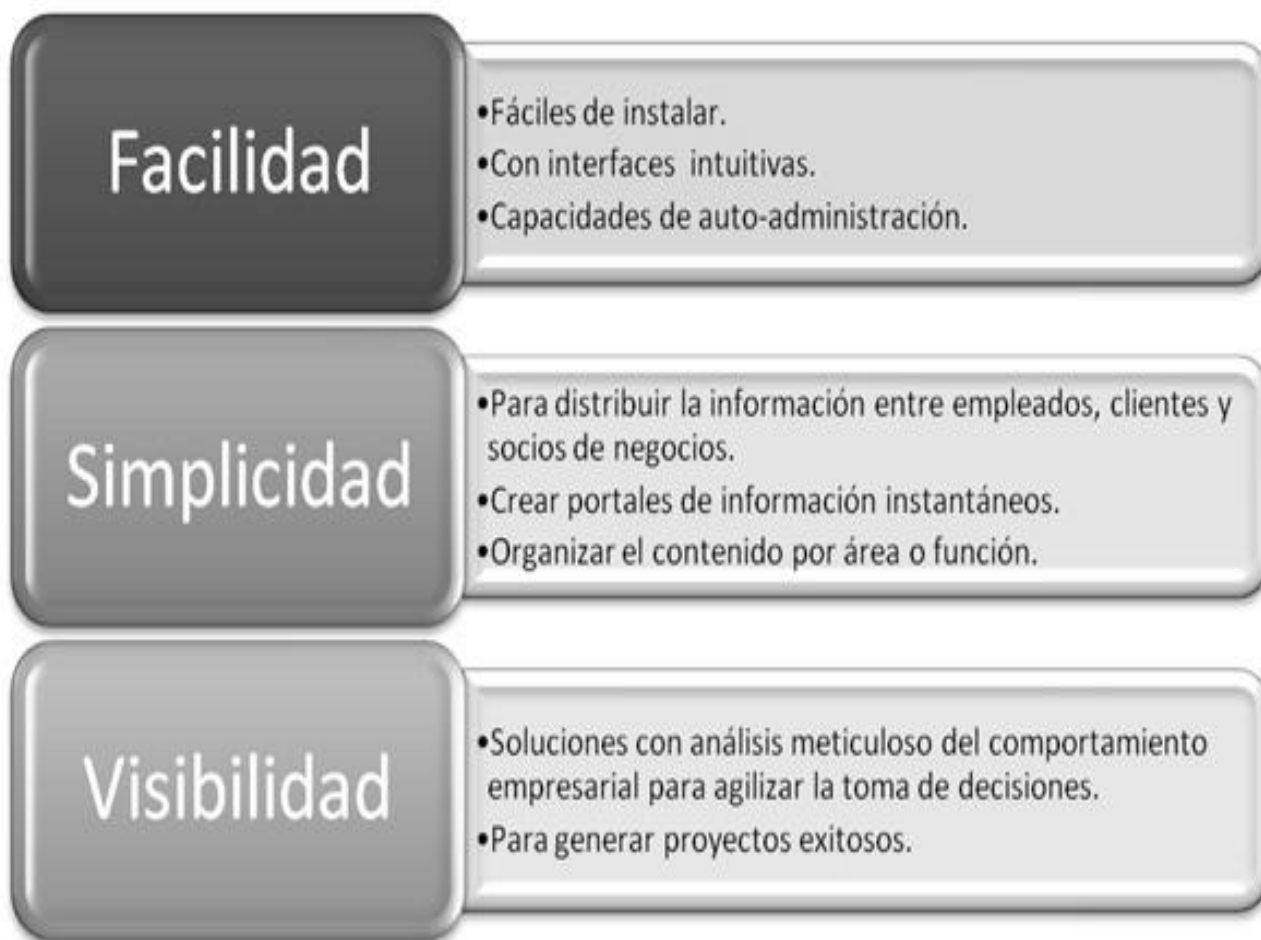 Facilidad
•Fáciles de instalar.
•Con interfaces intuitivas.
•Capacidades de auto-administración.
Simplicidad
•Para distribuir la información entre empleados, clientes y
socios de negocios.
•Crear portales de información instantáneos.
•Organizar el contenido por área o función.
Visibilidad
•Soluciones con análisis meticuloso del comportamiento
empresarial para agilizar la toma de decisiones.
•Para generar proyectos exitosos.